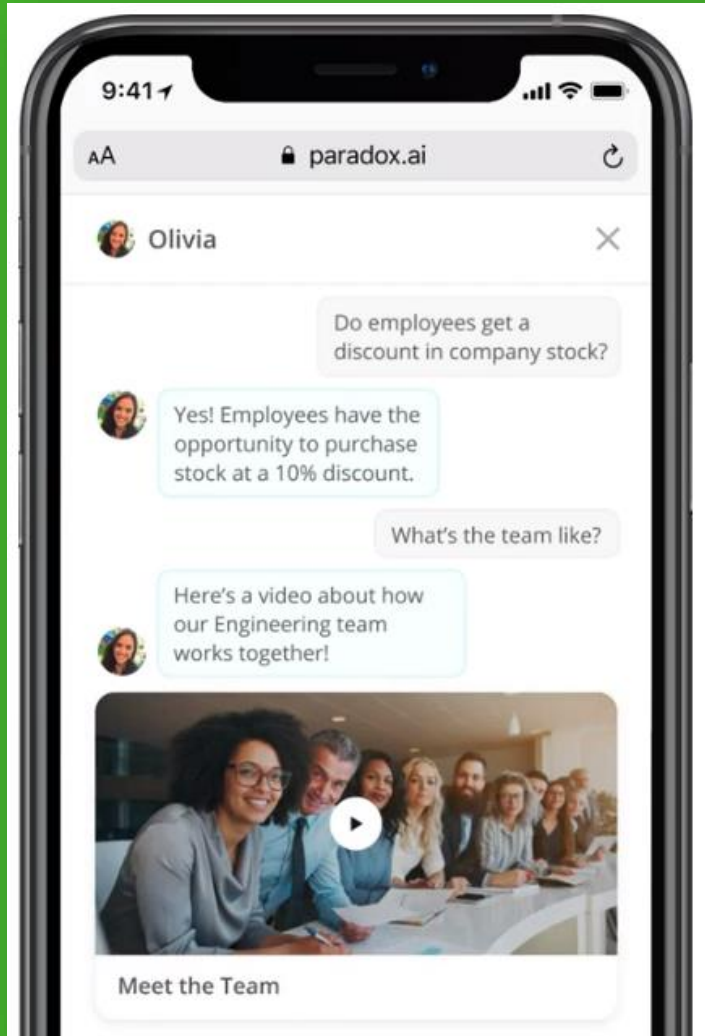 9:41
AA paradox.ai
Olivia
Do employees get a
discount in company stock?
Yes! Employees have the
opportunity to purchase
stock at a 10% discount.
What's the team like?
Here's a video about how
our Engineering team
works together!
Meet the Team